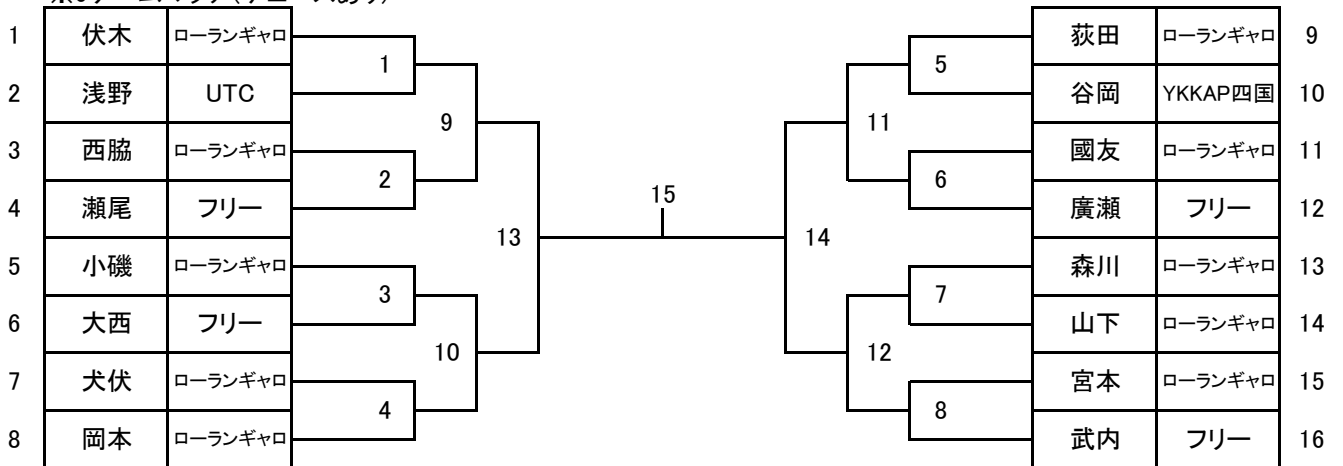 1 伏木 ローランギャロ
2 浅野 UTC
3 西脇 ローランギャロ
4 瀬尾 フリー
5 小磯 ローランギャロ
6 大西 フリー
7 犬伏 ローランギャロ
8 岡本 ローランギャロ
1
2
3
4
9
10
13
15
14
11
12
5
6
7
8
荻田 ローランギャロ 9
谷岡 YKKAP四国 10
國友 ローランギャロ 11
廣瀬 フリー 12
森川 ローランギャロ 13
山下 ローランギャロ 14
宮本 ローランギャロ 15
武内 フリー 16